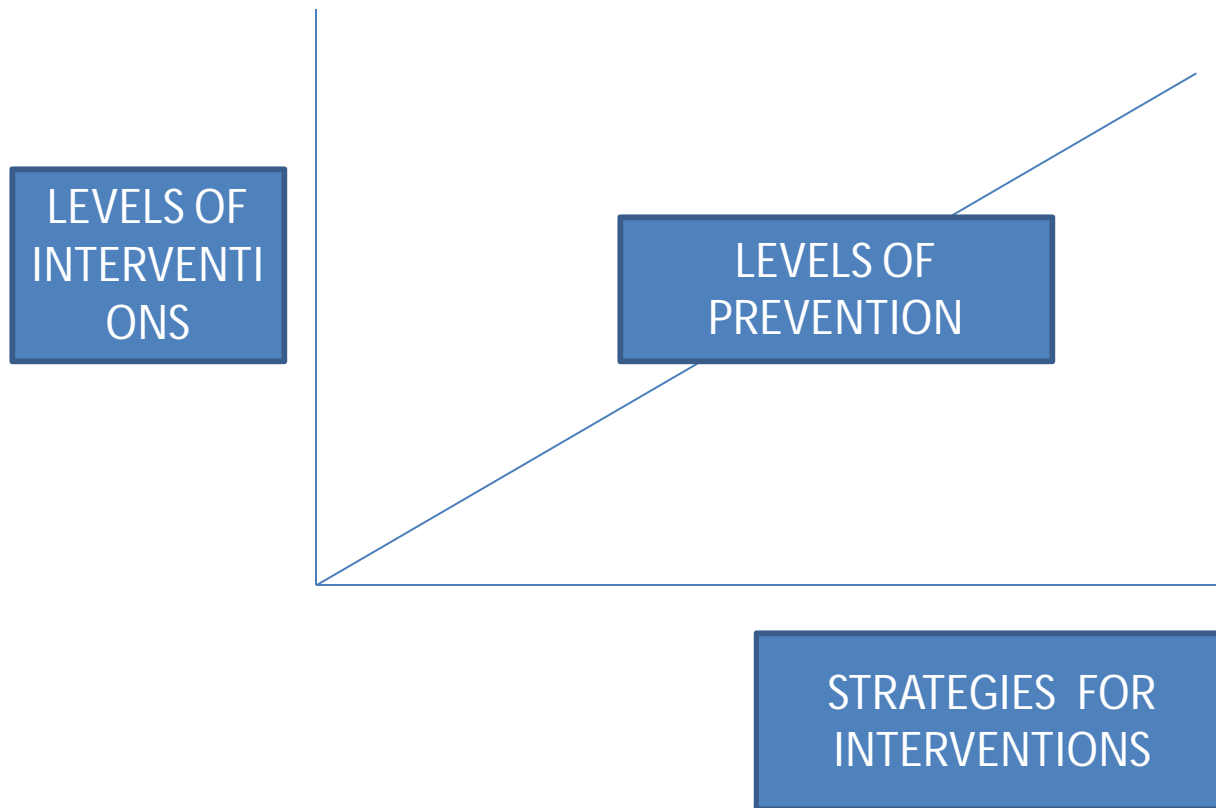 LEVELS OF
INTERVENTI
ONS
LEVELS OF
PREVENTION
STRATEGIES FOR
INTERVENTIONS